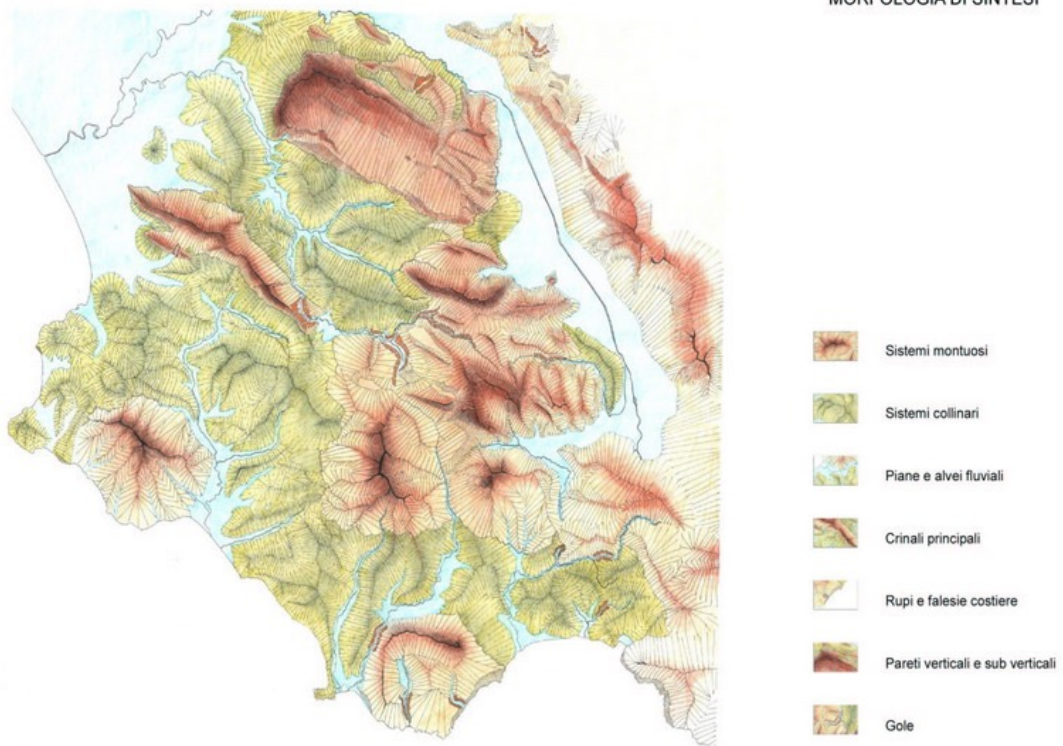 MORFOLOGIA DI SINTESI
Sistemi montuosi
Sistemi collinari
Piane e alvei fluviali
Crinali principali
Rupi e falesie costiere
Pareti verticali e sub verticali
Gole